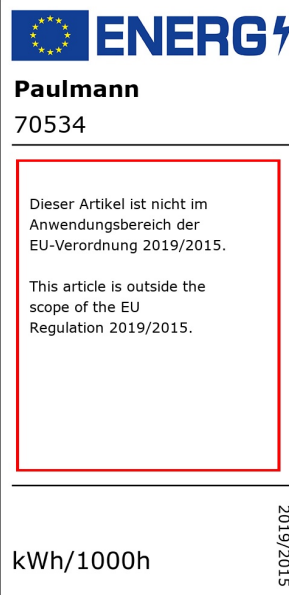 ENERG
Paulmann
70534
Dieser Artikel ist nicht im
Anwendungsbereich der
EU-Verordnung 2019/2015.
This article is outside the
scope of the EU
Regulation 2019/2015.
kWh/1000h
2019/2015